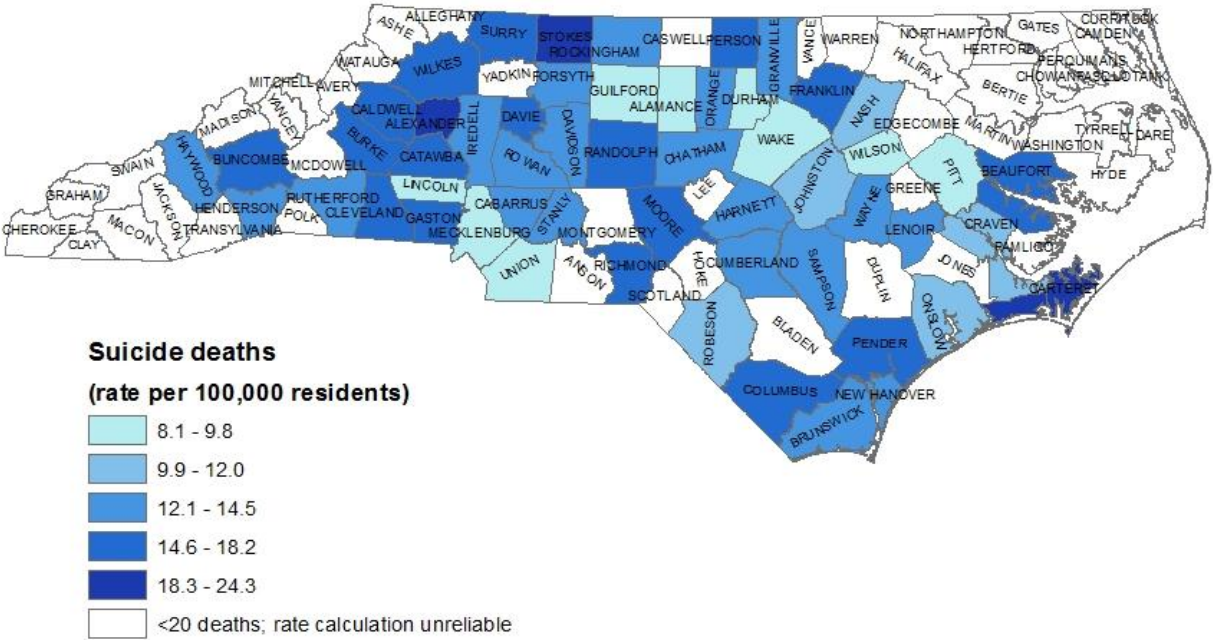 ALLEGHANY
ASHE
SURRY
STOKES
ROCKINGHAM
CASWELL
PERSON
GRANVILLE
VANCE
WARREN
NORTHAMPTON
GATES
CURRITUCK
CAMDEN
HERTFORD
HALIFAX
PERQUIMANS
CHOWAN
PASQUOTANK
BERTIE
WATAUGA
WILKES
YADKIN
FORSYTH
GUILFORD
ALAMANCE
ORANGE
DURHAM
FRANKLIN
NASH
EDGECOMBE
MARTIN
WASHINGTON
TYRRELL
DARE
HYDE
MITCHELL
AVERY
YANCEY
MADISON
CALDWELL
ALEXANDER
IREDELL
DAVIE
DAVIDSON
RANDOLPH
CHATHAM
WAKE
WILSON
PITT
BEAUFORT
SWAIN
HAYWOOD
BUNCOMBE
MCDOWELL
BURKE
CATAWBA
ROWAN
LEE
JOHNSTON
GREENE
GRAHAM
JACKSON
HENDERSON
RUTHERFORD
POLK
CLEVELAND
LINCOLN
GASTON
CABARRUS
STANLY
MONTGOMERY
MOORE
HARNETT
WAYNE
LENOIR
CRAVEN
PAMLICO
CHEROKEE
CLAY
MACON
TRANSYLVANIA
MECKLENBURG
UNION
ANSON
RICHMOND
SCOTLAND
HOKE
CUMBERLAND
SAMPSON
DUPLIN
JONES
CARTERET
ONSLOW
ROBESON
BLADEN
PENDER
COLUMBUS
NEW HANOVER
BRUNSWICK
Suicide deaths
(rate per 100,000 residents)
8.1 - 9.8
9.9 - 12.0
12.1 - 14.5
14.6 - 18.2
18.3 - 24.3
<20 deaths; rate calculation unreliable